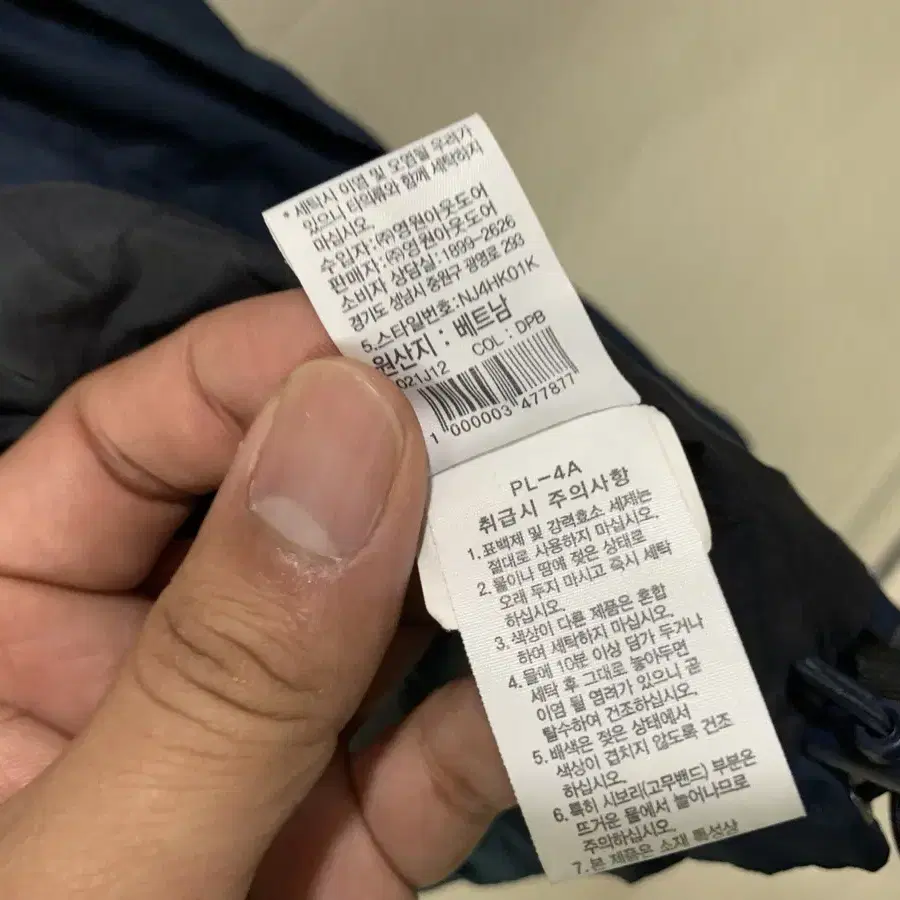 * 세탁시 이염 및 오염될 우려가
있으니 타의류와 함께 세탁하지
마십시오.
수입자:㈜영원아웃도어
판매자:㈜영원아웃도어
소비자 상담실:1899-2626
경기도 성남시 중원구 광명로 293
5.스타일번호:NJ4HK01K
원산지 : 베트남
021J12 COL : DPB
1 000003 477877
PL-4A
취급시 주의사항
1.표백제 및 강력효소 세제는
절대로 사용하지 마십시오.
2. 물이나 땀에 젖은 상태로
오래 두지 마시고 즉시 세탁
하십시오.
3. 색상이 다른 제품은 혼합
하여 세탁하지 마십시오.
4. 물에 10분 이상 담가 두거나
세탁 후 그대로 놓아두면
이염 될 염려가 있으니 곧
탈수하여 건조하십시오.
5. 배색은 젖은 상태에서
색상이 겹치지 않도록 건조
하십시오.
6. 특히 시보리(고무밴드) 부분은
뜨거운 물에서 늘어나므로
주의하십시오.
7.본 제품은 소재 특성상